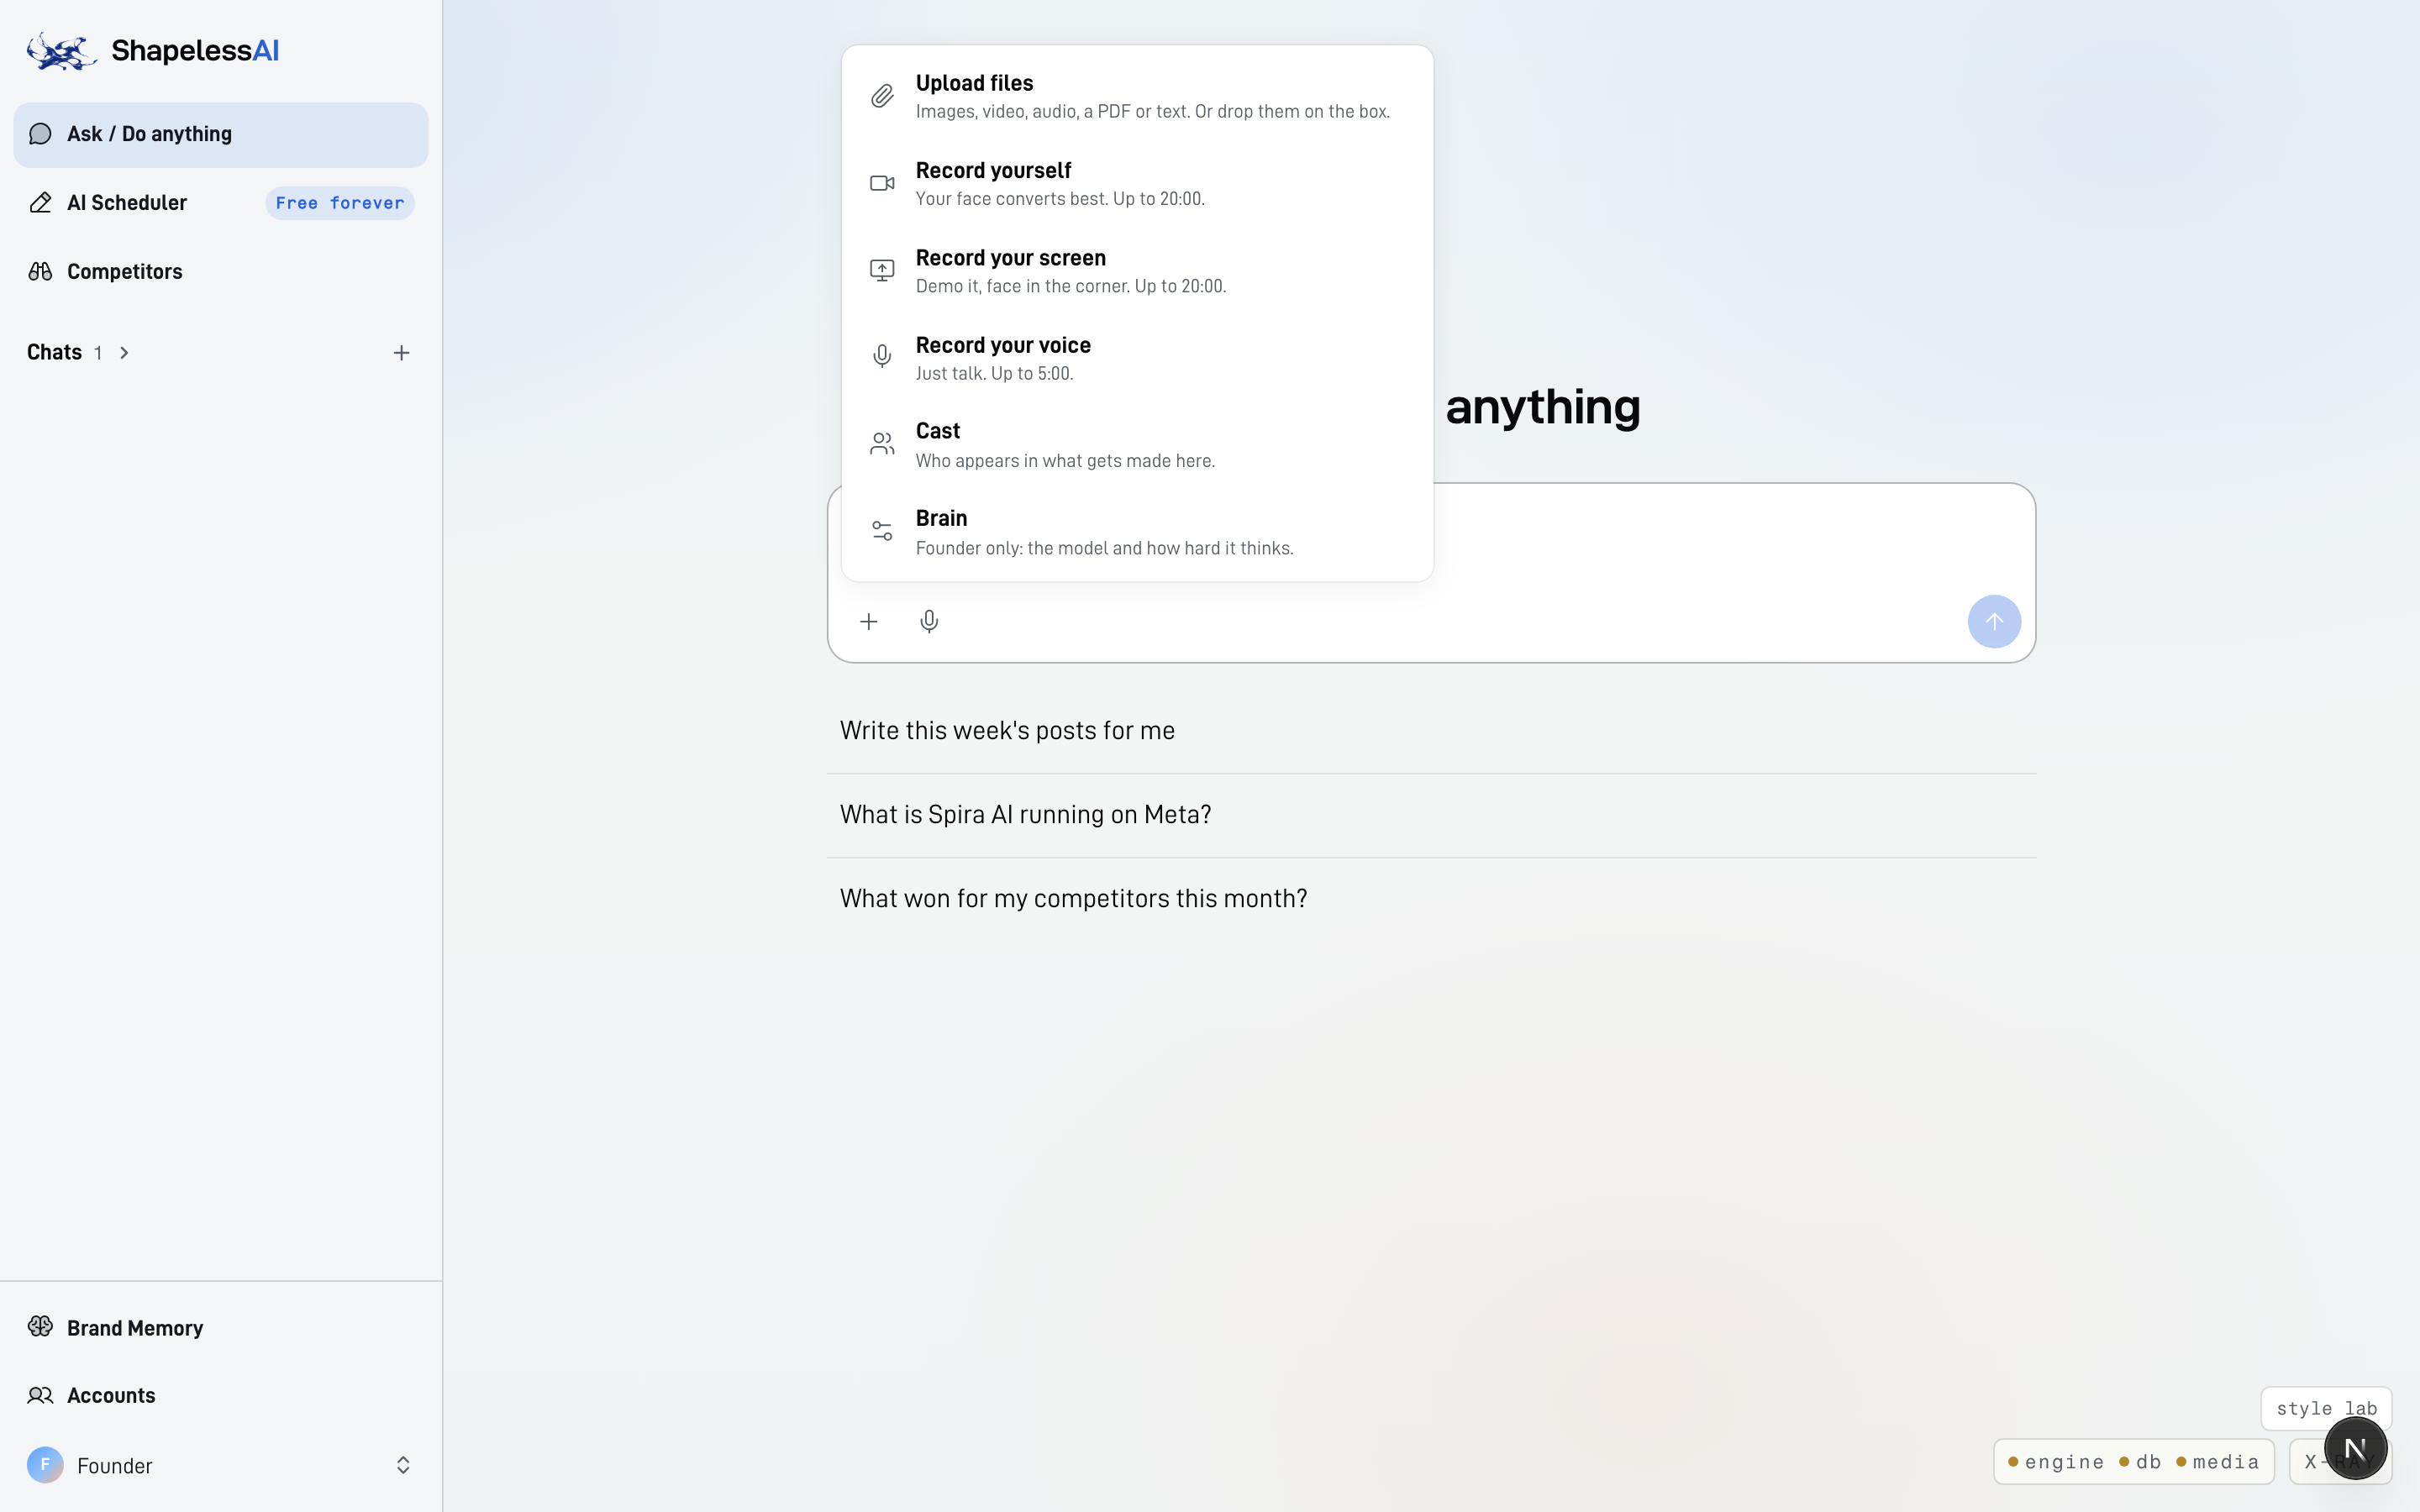 ShapelessAI
Ask / Do anything
AI Scheduler
Free forever
Competitors
Chats 1
Brand Memory
Accounts
F
Founder
Upload files
Images, video, audio, a PDF or text. Or drop them on the box.
Record yourself
Your face converts best. Up to 20:00.
Record your screen
Demo it, face in the corner. Up to 20:00.
Record your voice
Just talk. Up to 5:00.
Cast
Who appears in what gets made here.
Brain
Founder only: the model and how hard it thinks.
anything
Write this week's posts for me
What is Spira AI running on Meta?
What won for my competitors this month?
style lab
engine db media
X-RAY
N